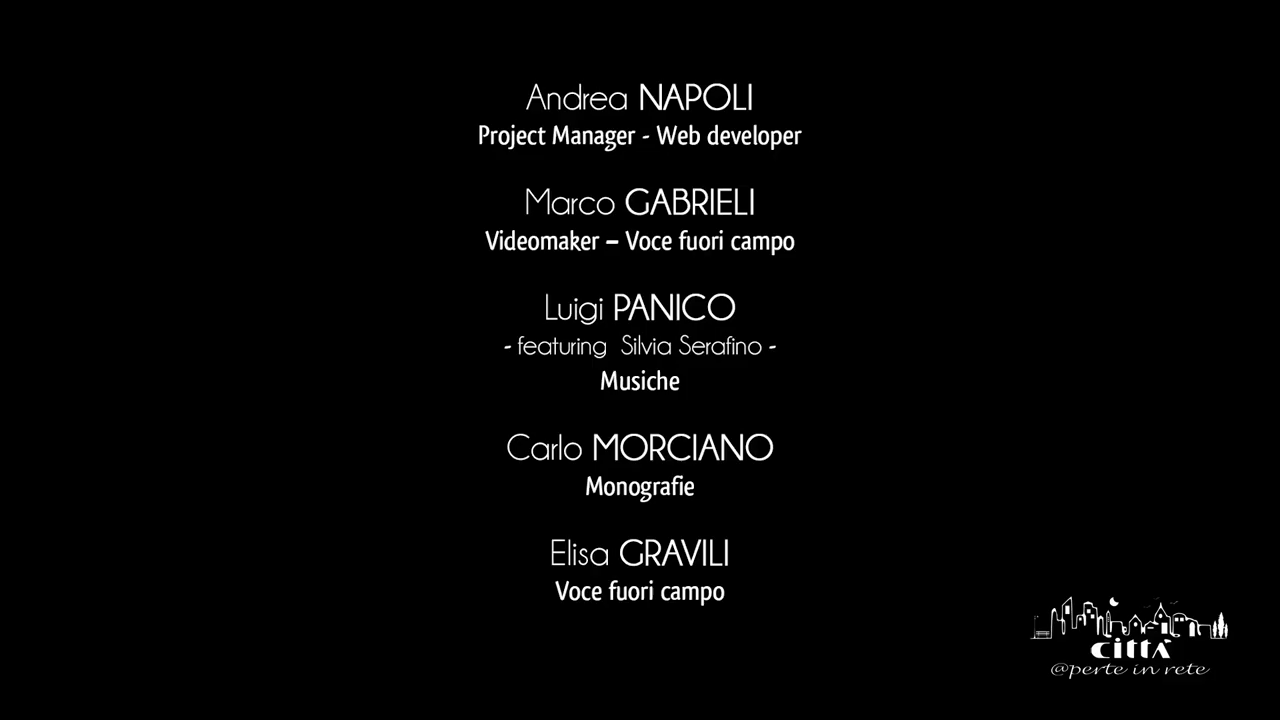 Andrea NAPOLI
Project Manager - Web developer
Marco GABRIELI
Videomaker – Voce fuori campo
Luigi PANICO
- featuring Silvia Serafino -
Musiche
Carlo MORCIANO
Monografie
Elisa GRAVILI
Voce fuori campo
CITTÀ
@perte in rete